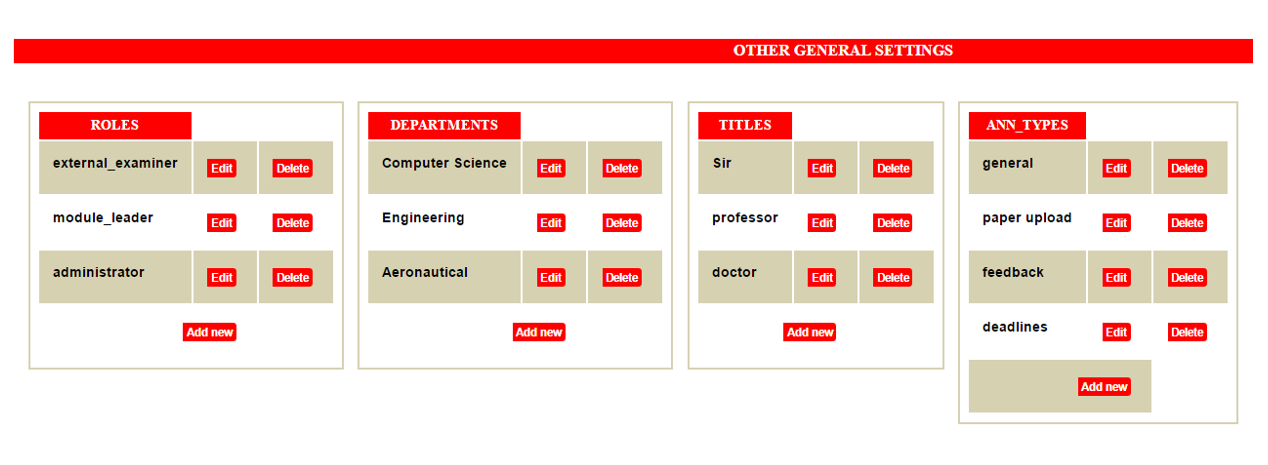 OTHER GENERAL SETTINGS
ROLES
external_examiner Edit Delete
module_leader Edit Delete
administrator Edit Delete
Add new
DEPARTMENTS
Computer Science Edit Delete
Engineering Edit Delete
Aeronautical Edit Delete
Add new
TITLES
Sir Edit Delete
professor Edit Delete
doctor Edit Delete
Add new
ANN_TYPES
general Edit Delete
paper upload Edit Delete
feedback Edit Delete
deadlines Edit Delete
Add new